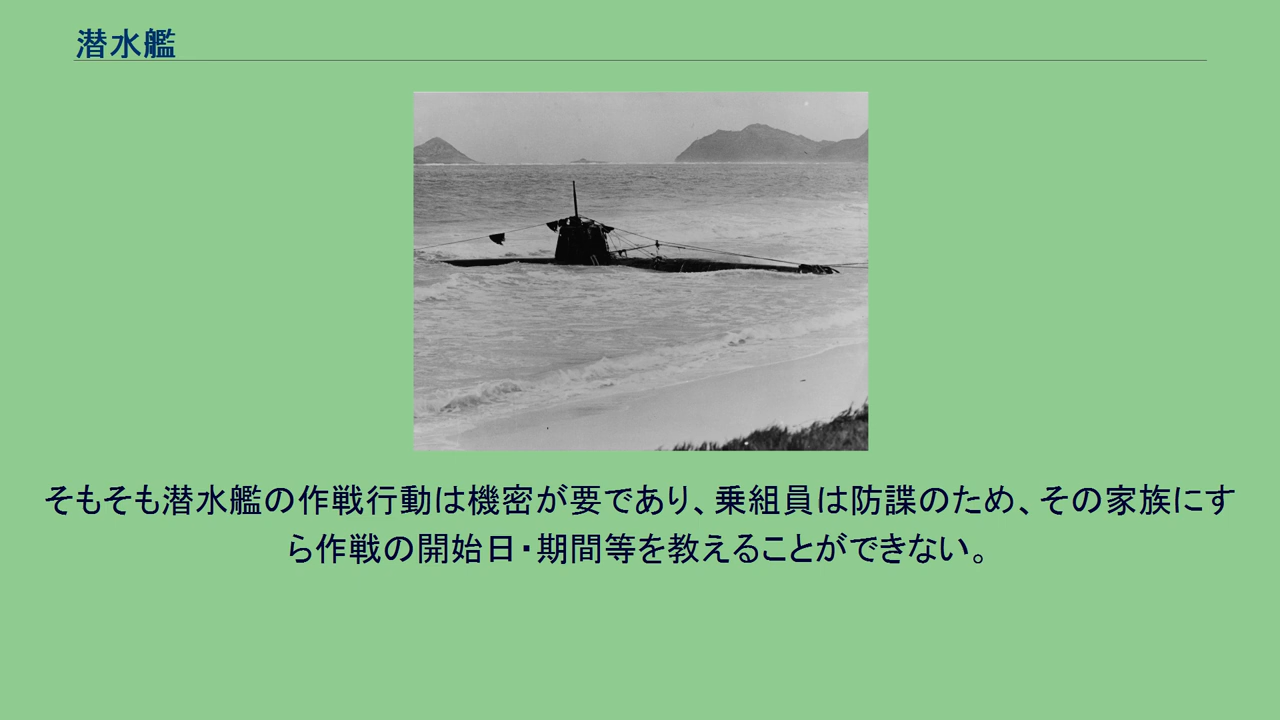 潜水艦
そもそも潜水艦の作戦行動は機密が要であり、乗組員は防諜のため、その家族にす
ら作戦の開始日・期間等を教えることができない。